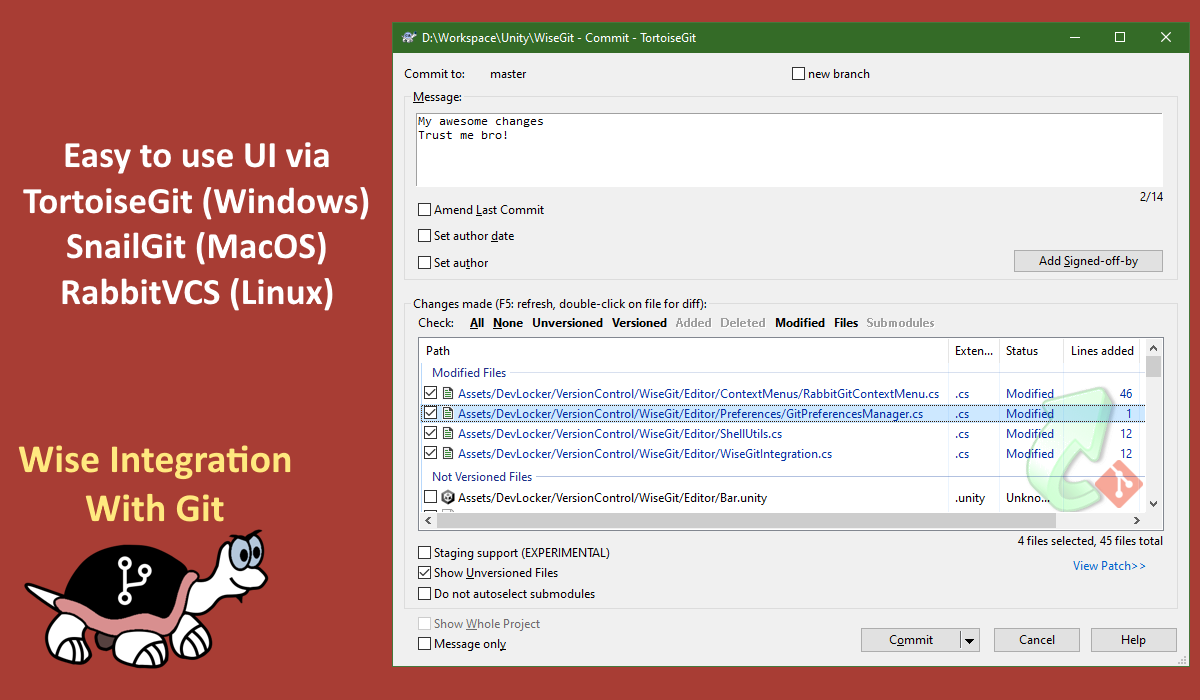 Easy to use UI via
TortoiseGit (Windows)
SnailGit (MacOS)
RabbitVCS (Linux)
Wise Integration
With Git
D:\Workspace\Unity\WiseGit - Commit - TortoiseGit
Commit to: master new branch
Message:
My awesome changes
Trust me bro!
2/14
Amend Last Commit
Set author date
Set author
Add Signed-off-by
Changes made (F5: refresh, double-click on file for diff):
Check: All None Unversioned Versioned Added Deleted Modified Files Submodules
Path Exten... Status Lines added
Modified Files
Assets/DevLocker/VersionControl/WiseGit/Editor/ContextMenus/RabbitGitContextMenu.cs .cs Modified 46
Assets/DevLocker/VersionControl/WiseGit/Editor/Preferences/GitPreferencesManager.cs .cs Modified 1
Assets/DevLocker/VersionControl/WiseGit/Editor/ShellUtils.cs .cs Modified 12
Assets/DevLocker/VersionControl/WiseGit/Editor/WiseGitIntegration.cs .cs Modified 12
Not Versioned Files
Assets/DevLocker/VersionControl/WiseGit/Editor/Bar.unity .unity Unkno...
4 files selected, 45 files total
View Patch>>
Staging support (EXPERIMENTAL)
Show Unversioned Files
Do not autoselect submodules
Show Whole Project
Message only
Commit Cancel Help